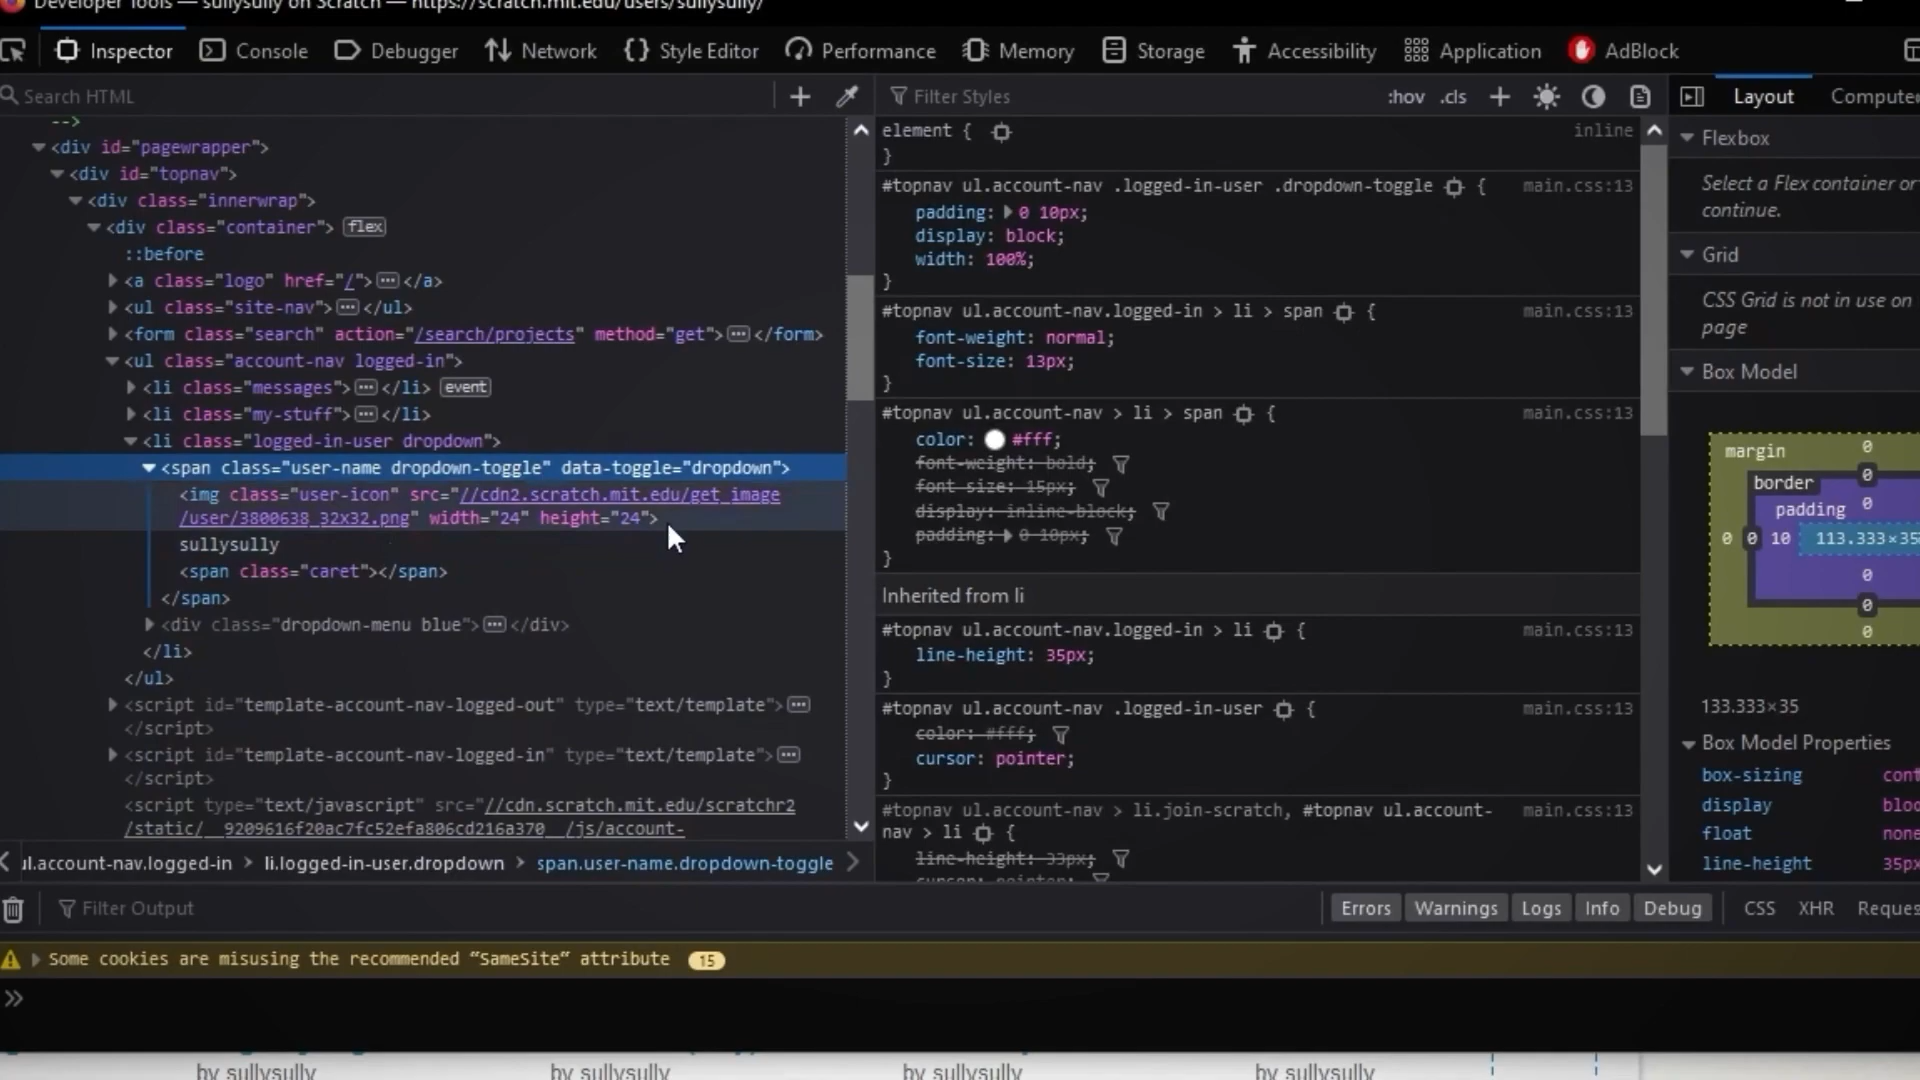 Developer Tools — sullysully on Scratch — https://scratch.mit.edu/users/sullysully/
Inspector Console Debugger Network Style Editor Performance Memory Storage Accessibility Application AdBlock
Search HTML
-->
<div id="pagewrapper">
<div id="topnav">
<div class="innerwrap">
<div class="container"> flex
::before
<a class="logo" href="/"> ••• </a>
<ul class="site-nav"> ••• </ul>
<form class="search" action="/search/projects" method="get"> ••• </form>
<ul class="account-nav logged-in">
<li class="messages"> ••• </li> event
<li class="my-stuff"> ••• </li>
<li class="logged-in-user dropdown">
<span class="user-name dropdown-toggle" data-toggle="dropdown">
<img class="user-icon" src="//cdn2.scratch.mit.edu/get_image
/user/3800638_32x32.png" width="24" height="24">
sullysully
<span class="caret"></span>
</span>
<div class="dropdown-menu blue"> ••• </div>
</li>
</ul>
<script id="template-account-nav-logged-out" type="text/template"> •••
</script>
<script id="template-account-nav-logged-in" type="text/template"> •••
</script>
<script type="text/javascript" src="//cdn.scratch.mit.edu/scratchr2
/static/__9209616f20ac7fc52efa806cd216a370__/js/account-
ul.account-nav.logged-in > li.logged-in-user.dropdown > span.user-name.dropdown-toggle
Filter Styles :hov .cls +
element { inline
}
#topnav ul.account-nav .logged-in-user .dropdown-toggle { main.css:13
padding: 0 10px;
display: block;
width: 100%;
}
#topnav ul.account-nav.logged-in > li > span { main.css:13
font-weight: normal;
font-size: 13px;
}
#topnav ul.account-nav > li > span { main.css:13
color: #fff;
font-weight: bold;
font-size: 15px;
display: inline-block;
padding: 0 10px;
}
Inherited from li
#topnav ul.account-nav.logged-in > li { main.css:13
line-height: 35px;
}
#topnav ul.account-nav .logged-in-user { main.css:13
color: #fff;
cursor: pointer;
}
#topnav ul.account-nav > li.join-scratch, #topnav ul.account- main.css:13
nav > li {
line-height: 33px;
cursor: pointer;
Layout Compute
Flexbox
Select a Flex container or
continue.
Grid
CSS Grid is not in use on
page
Box Model
margin 0
border 0
padding 0
0 0 10 113.333×35
0
0
0
133.333×35
Box Model Properties
box-sizing cont
display bloc
float none
line-height 35px
Filter Output Errors Warnings Logs Info Debug CSS XHR Reques
Some cookies are misusing the recommended “SameSite” attribute 15
»
by sullysully by sullysully by sullysully by sullysully